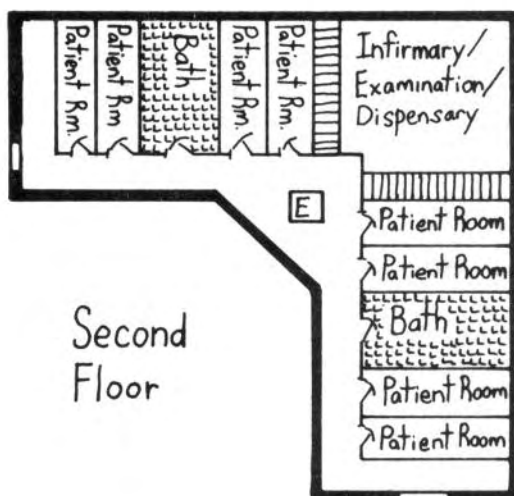 Patient Rm.
Patient Rm
Bath
Patient Rm.
Patient Rm.
Infirmary/
Examination/
Dispensary
E
Patient Room
Patient Room
Bath
Patient Room
Patient Room
Second
Floor